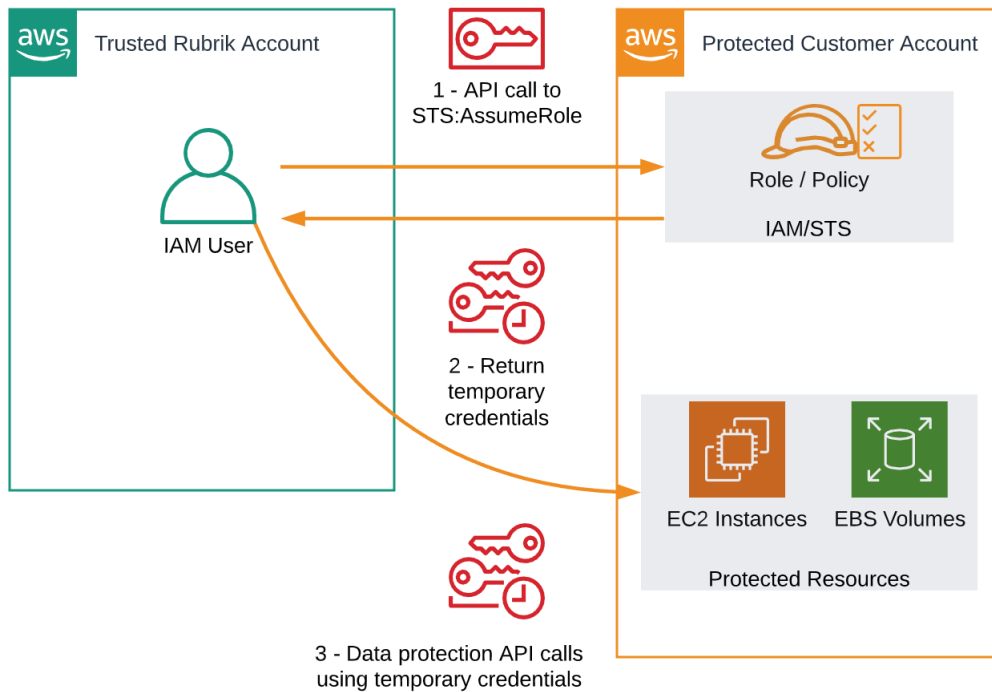 aws
Trusted Rubrik Account
1 - API call to
STS:AssumeRole
aws
Protected Customer Account
Role / Policy
IAM/STS
IAM User
2 - Return
temporary
credentials
EC2 Instances
EBS Volumes
Protected Resources
3 - Data protection API calls
using temporary credentials